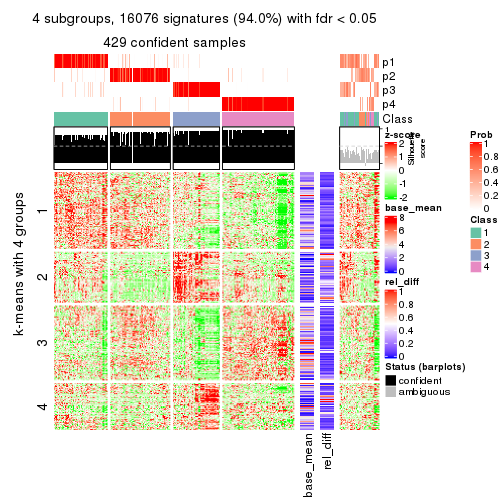 4 subgroups, 16076 signatures (94.0%) with fdr < 0.05
429 confident samples
p1
p2
p3
p4
Class
1
Silhouette
score
k-means with 4 groups
1
2
3
4
base_mean
rel_diff
z-score
2
1
0
-1
-2
base_mean
8
6
4
2
0
rel_diff
1
0.8
0.6
0.4
0.2
0
Status (barplots)
confident
ambiguous
Prob
1
0.8
0.6
0.4
0.2
0
Class
1
2
3
4